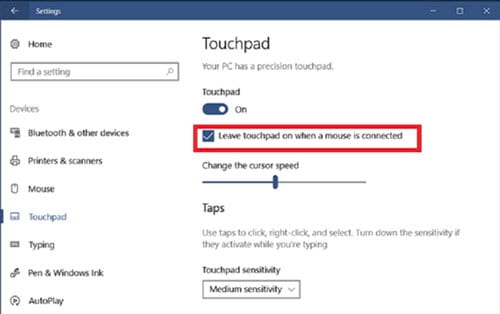 Settings
Home
Find a setting
Devices
Bluetooth & other devices
Printers & scanners
Mouse
Touchpad
Typing
Pen & Windows Ink
AutoPlay
Touchpad
Your PC has a precision touchpad.
Touchpad
On
Leave touchpad on when a mouse is connected
Change the cursor speed
Taps
Use taps to click, right-click, and select. Turn down the sensitivity if
they activate while you're typing
Touchpad sensitivity
Medium sensitivity